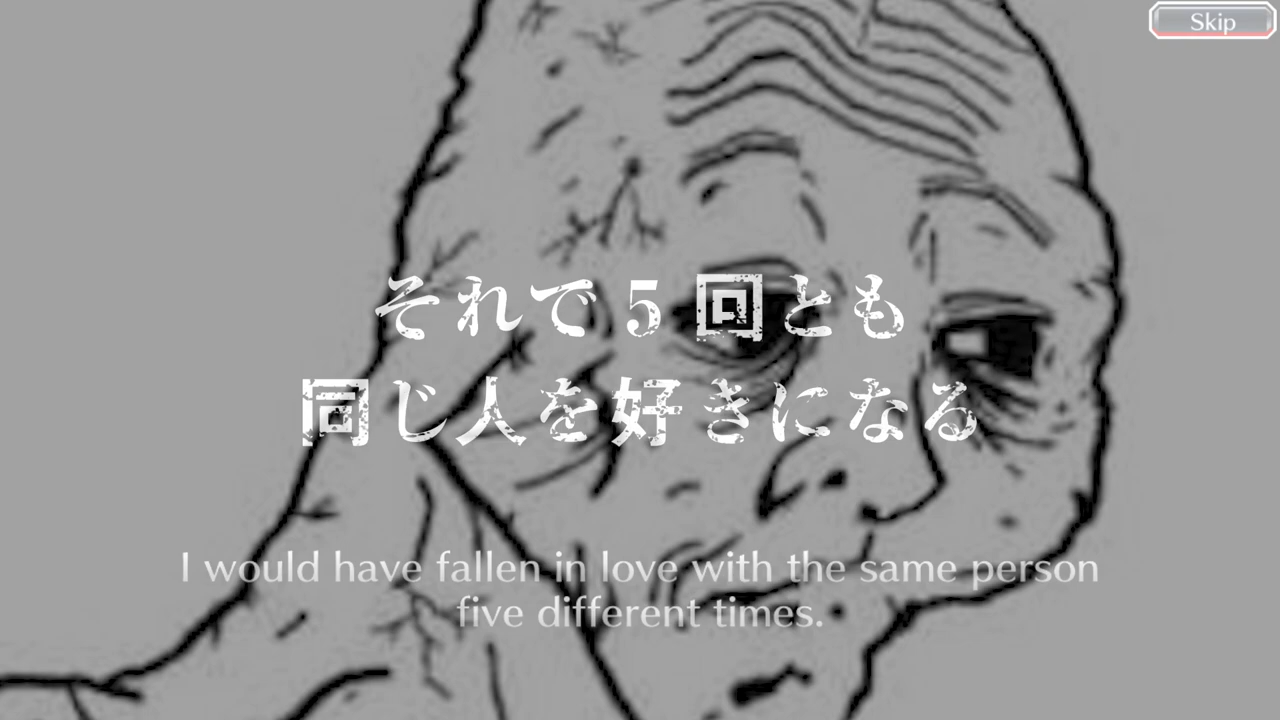 Skip
それで5回とも
同じ人を好きになる
I would have fallen in love with the same person
five different times.